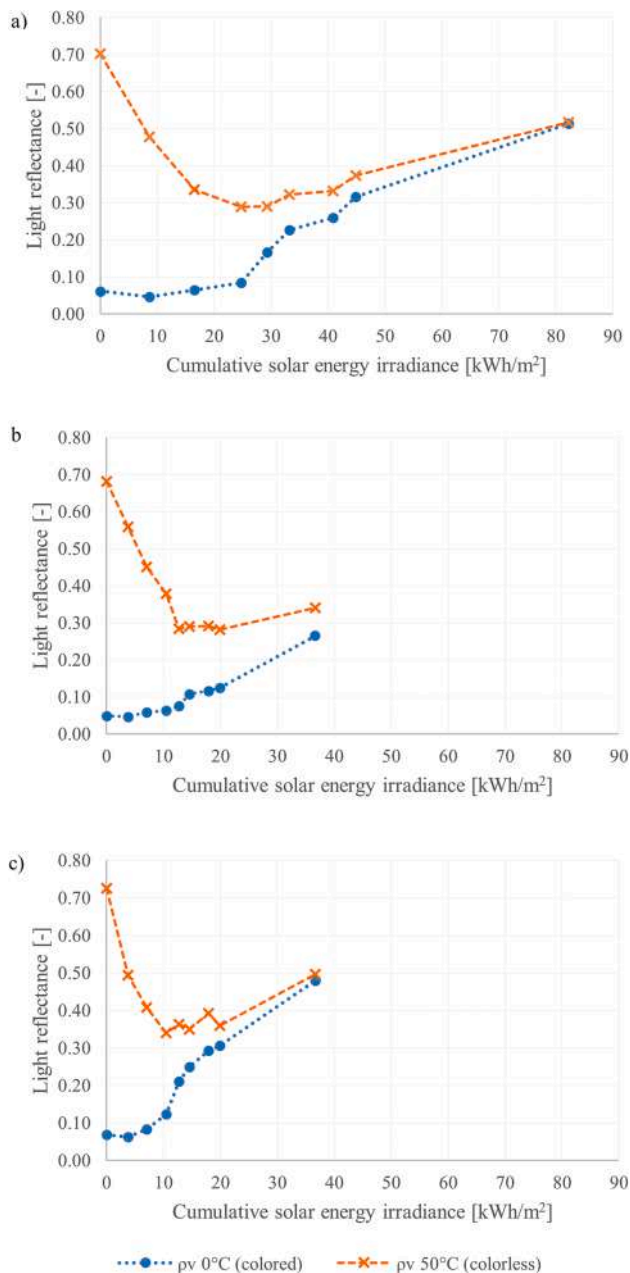 a)
0.80
0.70
0.60
0.50
0.40
0.30
0.20
0.10
0.00
Light reflectance [-]
0 10 20 30 40 50 60 70 80 90
Cumulative solar energy irradiance [kWh/m²]
b
0.80
0.70
0.60
0.50
0.40
0.30
0.20
0.10
0.00
Light reflectance [-]
0 10 20 30 40 50 60 70 80 90
Cumulative solar energy irradiance [kWh/m²]
c)
0.80
0.70
0.60
0.50
0.40
0.30
0.20
0.10
0.00
Light reflectance [-]
0 10 20 30 40 50 60 70 80 90
Cumulative solar energy irradiance [kWh/m²]
ρv 0°C (colored) ρv 50°C (colorless)